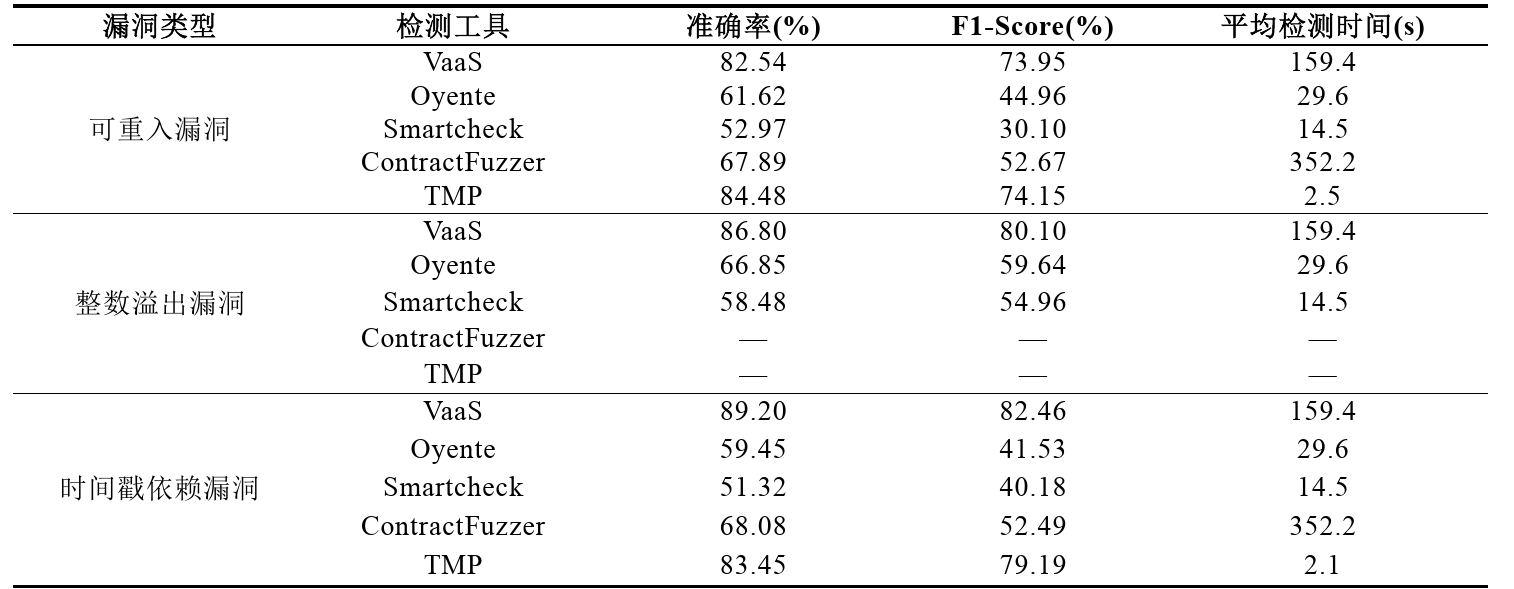 漏洞类型 检测工具 准确率(%) F1-Score(%) 平均检测时间(s)
VaaS 82.54 73.95 159.4
Oyente 61.62 44.96 29.6
可重入漏洞 Smartcheck 52.97 30.10 14.5
ContractFuzzer 67.89 52.67 352.2
TMP 84.48 74.15 2.5
VaaS 86.80 80.10 159.4
Oyente 66.85 59.64 29.6
整数溢出漏洞 Smartcheck 58.48 54.96 14.5
ContractFuzzer — — —
TMP — — —
VaaS 89.20 82.46 159.4
Oyente 59.45 41.53 29.6
时间戳依赖漏洞 Smartcheck 51.32 40.18 14.5
ContractFuzzer 68.08 52.49 352.2
TMP 83.45 79.19 2.1